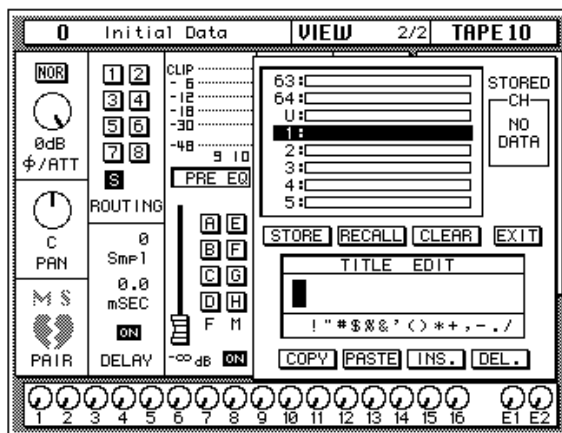 0 Initial Data VIEW 2/2 TAPE 10
NOR
0dB
ϕ/ATT
C
PAN
M S
PAIR
1 2
3 4
5 6
7 8
S
ROUTING
0
Smpl
0.0
mSEC
ON
DELAY
CLIP
- 6
-12
-18
-30
-48
9 10
PRE EQ
A E
B F
C G
D H
F M
-∞ dB ON
63:
64:
U:
1:
2:
3:
4:
5:
STORED
CH
NO
DATA
STORE RECALL CLEAR EXIT
TITLE EDIT
!"#$%&'()*+,-./
COPY PASTE INS. DEL.
1 2 3 4 5 6 7 8 9 10 11 12 13 14 15 16 E1 E2